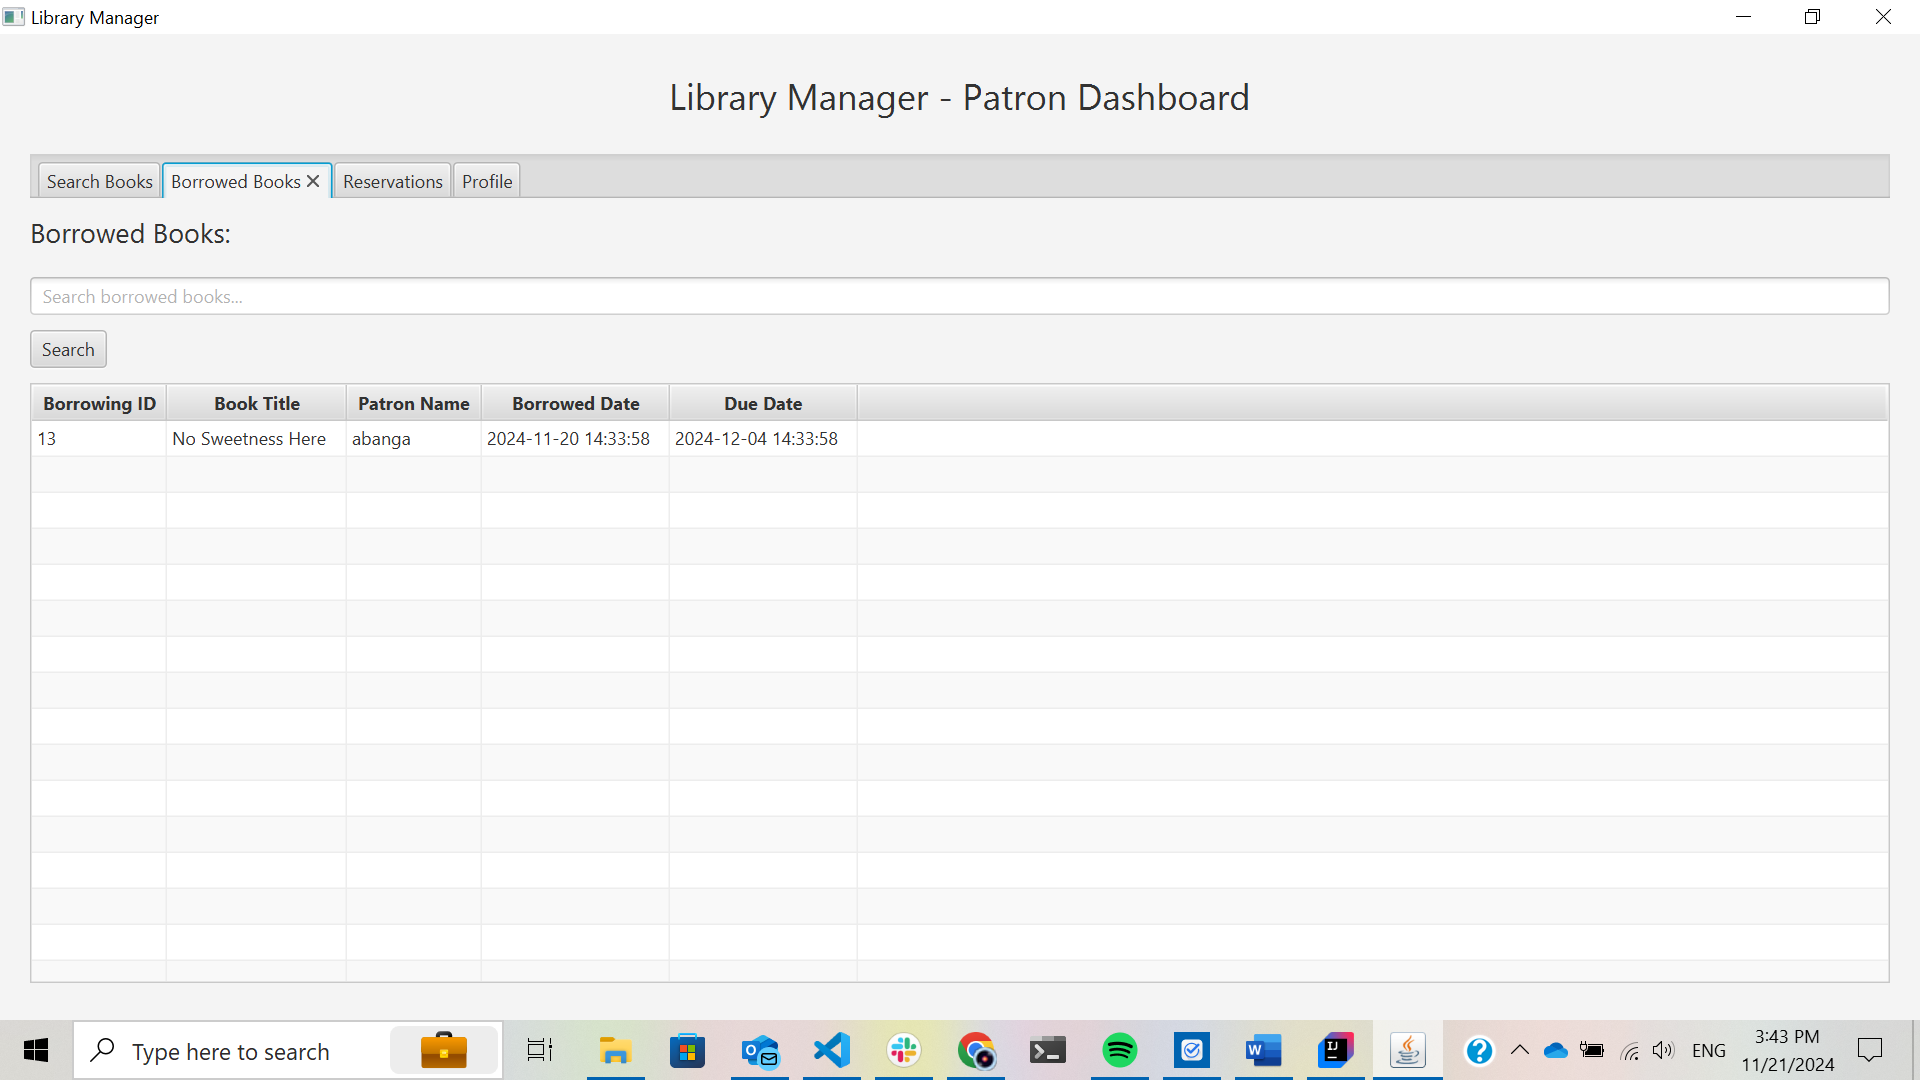 Library Manager
Library Manager - Patron Dashboard
Search Books Borrowed Books Reservations Profile
Borrowed Books:
Search borrowed books...
Search
Borrowing ID Book Title Patron Name Borrowed Date Due Date
13 No Sweetness Here abanga 2024-11-20 14:33:58 2024-12-04 14:33:58
Type here to search
ENG
3:43 PM
11/21/2024